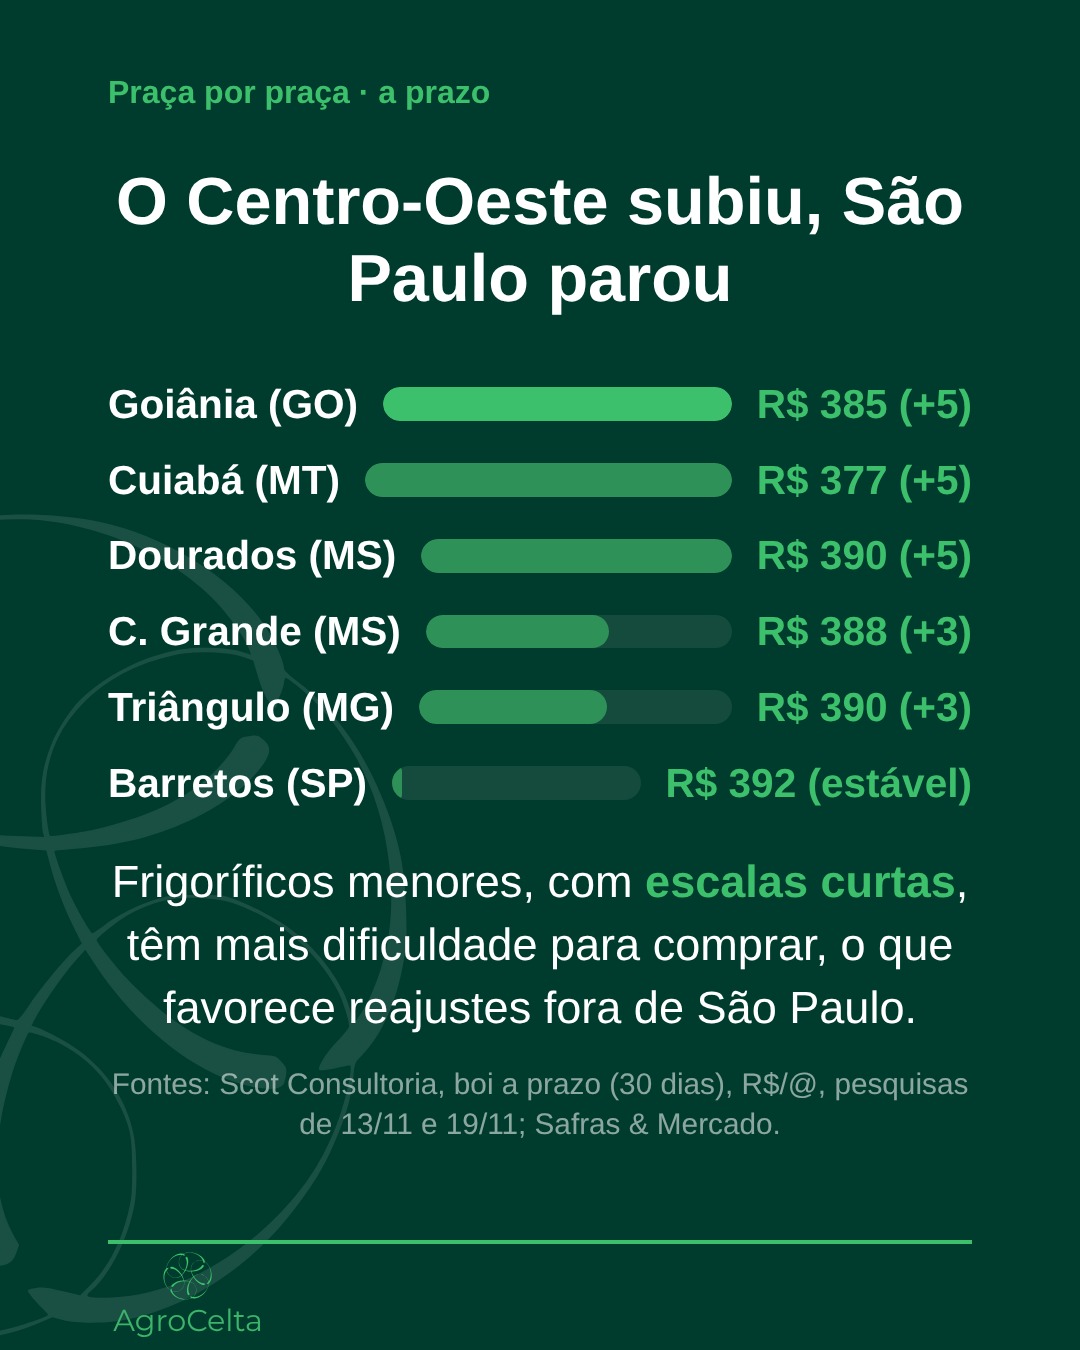 Praça por praça · a prazo
O Centro-Oeste subiu, São
Paulo parou
Goiânia (GO) R$ 385 (+5)
Cuiabá (MT) R$ 377 (+5)
Dourados (MS) R$ 390 (+5)
C. Grande (MS) R$ 388 (+3)
Triângulo (MG) R$ 390 (+3)
Barretos (SP) R$ 392 (estável)
Frigoríficos menores, com escalas curtas,
têm mais dificuldade para comprar, o que
favorece reajustes fora de São Paulo.
Fontes: Scot Consultoria, boi a prazo (30 dias), R$/@, pesquisas
de 13/11 e 19/11; Safras & Mercado.
AgroCelta